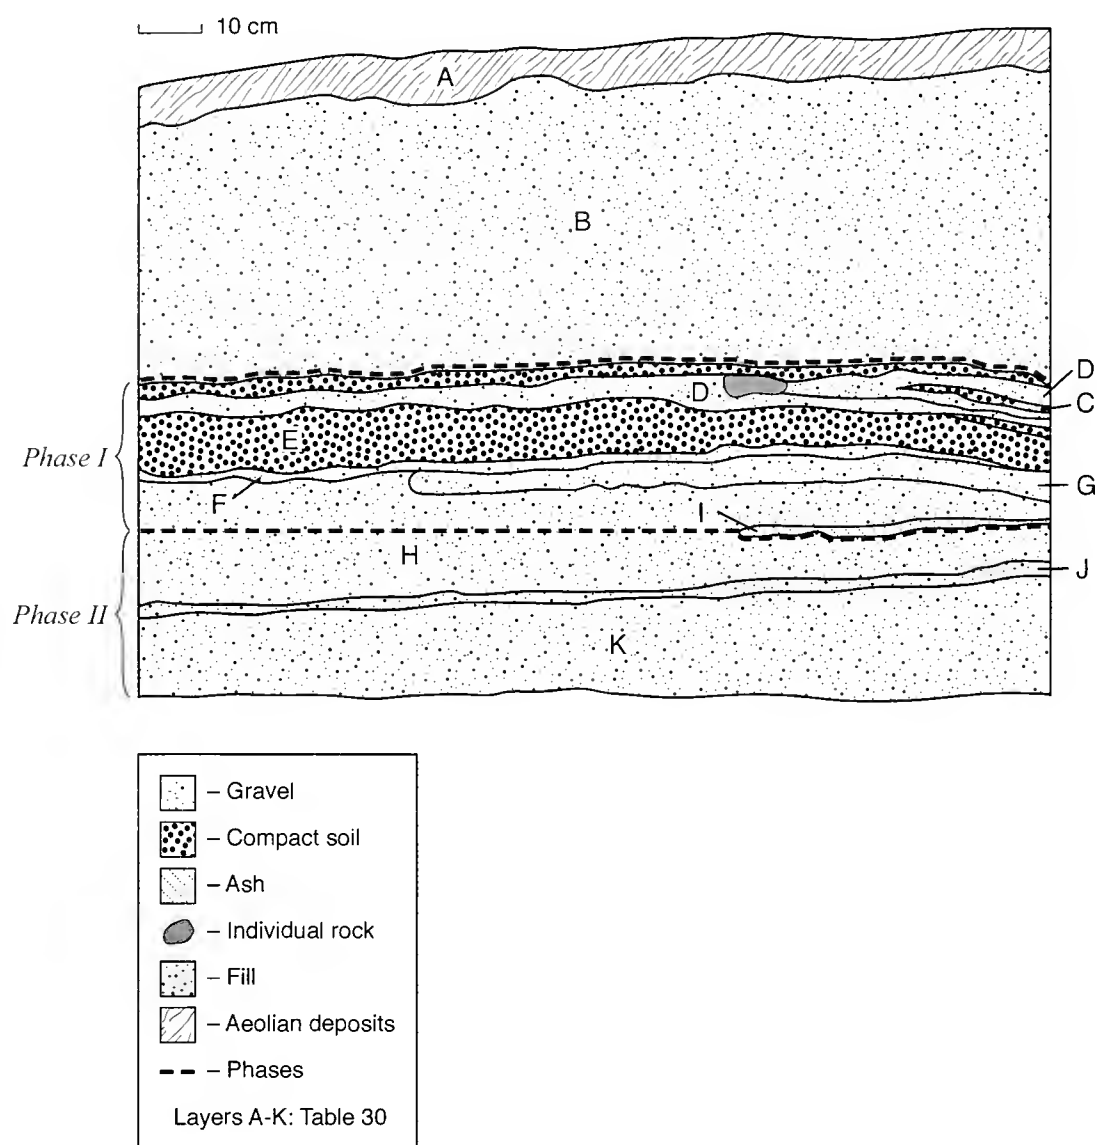 10 cm
A
B
D
D
C
E
Phase I
G
F
I
H
J
Phase II
K
– Gravel
– Compact soil
– Ash
– Individual rock
– Fill
– Aeolian deposits
– Phases
Layers A-K: Table 30